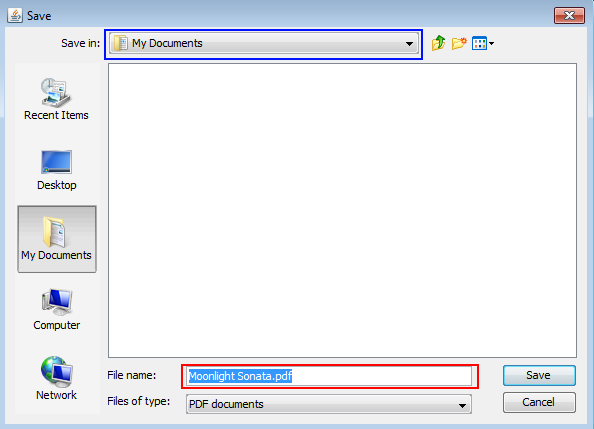 Save
Save in: My Documents
Recent Items
Desktop
My Documents
Computer
Network
File name: Moonlight Sonata.pdf Save
Files of type: PDF documents Cancel